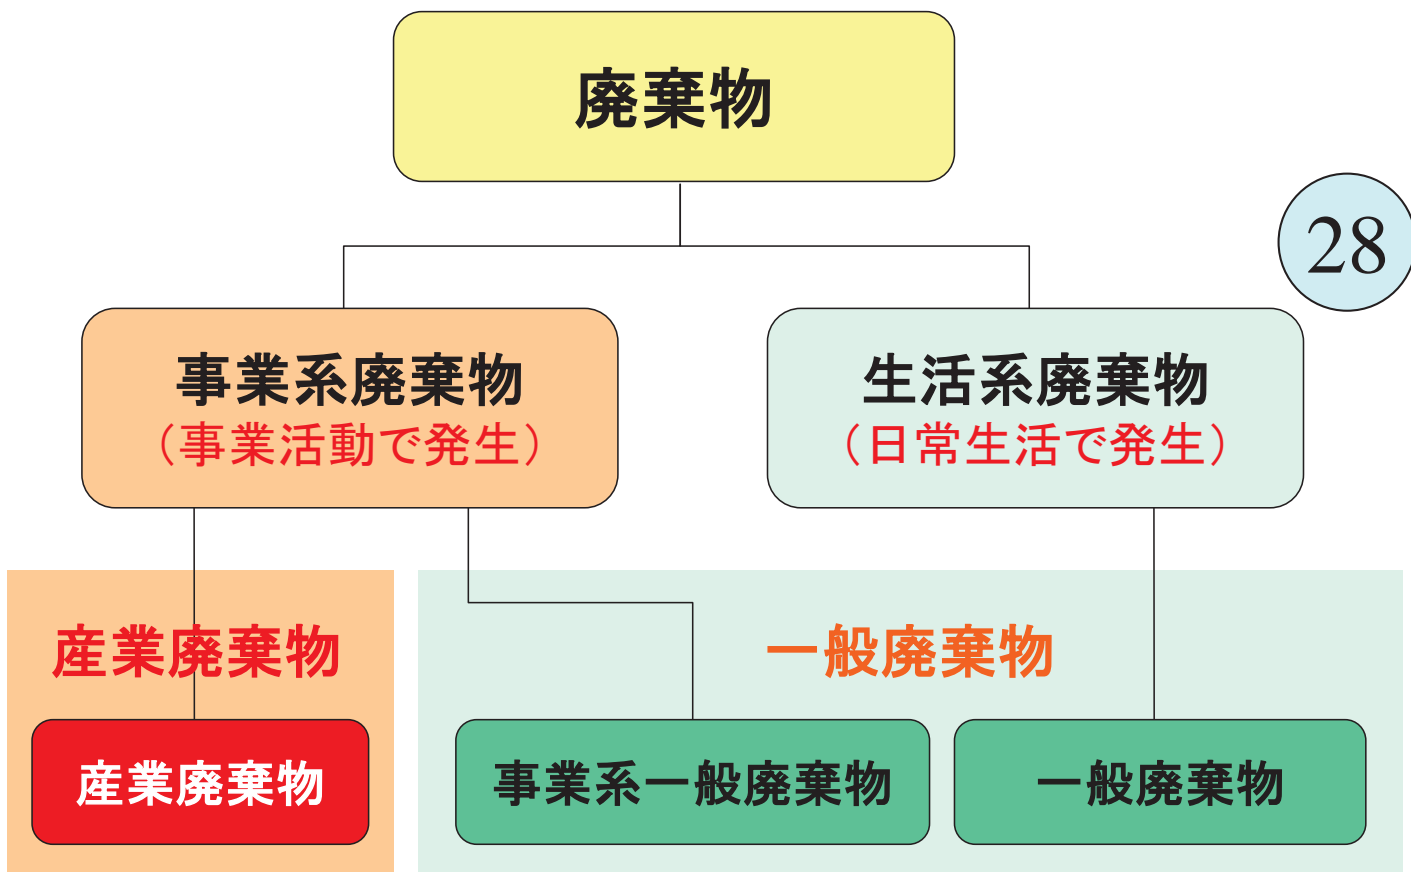 廃棄物
28
事業系廃棄物
（事業活動で発生）
生活系廃棄物
（日常生活で発生）
産業廃棄物
一般廃棄物
産業廃棄物
事業系一般廃棄物
一般廃棄物